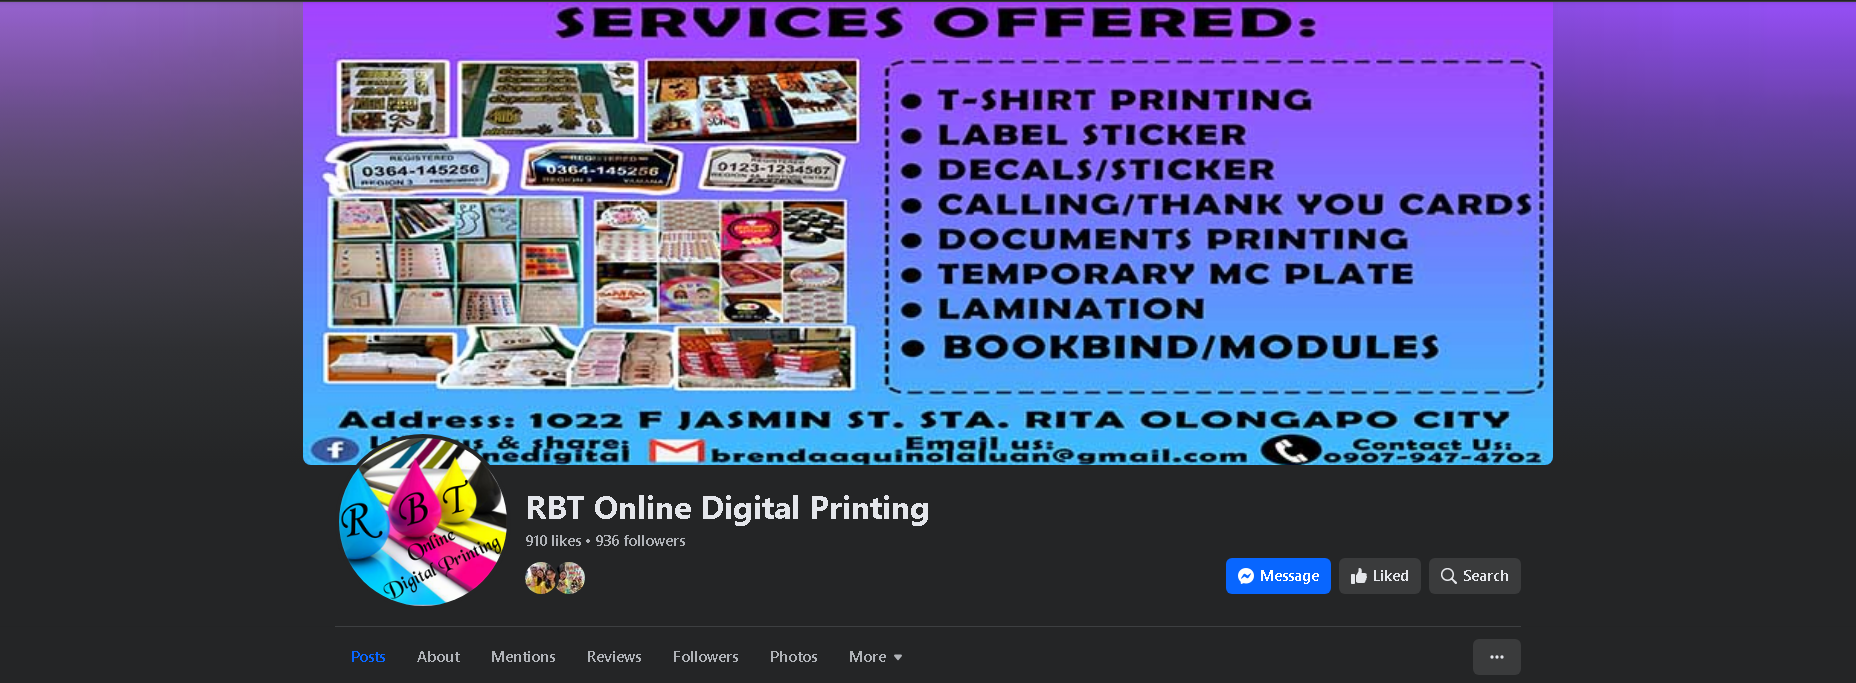 SERVICES OFFERED:
REGISTERED
0364-145256
REGION 3
REGISTERED
0364-145256
REGION 3 YAMAHA
REGISTERED
0123-1234567
• T-SHIRT PRINTING
• LABEL STICKER
• DECALS/STICKER
• CALLING/THANK YOU CARDS
• DOCUMENTS PRINTING
• TEMPORARY MC PLATE
• LAMINATION
• BOOKBIND/MODULES
Address: 1022 F JASMIN ST. STA. RITA OLONGAPO CITY
us & share:
nedigital
Email us:
brendaaquinolaluan@gmail.com
Contact Us:
0907-947-4702
R B T
Online
Digital Printing
RBT Online Digital Printing
910 likes • 936 followers
Message Liked Search
Posts About Mentions Reviews Followers Photos More